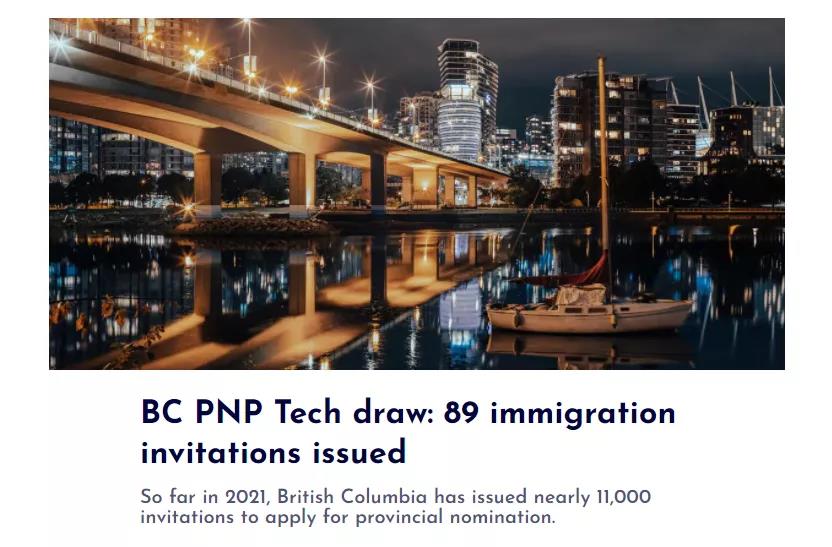 BC PNP Tech draw: 89 immigration
invitations issued
So far in 2021, British Columbia has issued nearly 11,000
invitations to apply for provincial nomination.